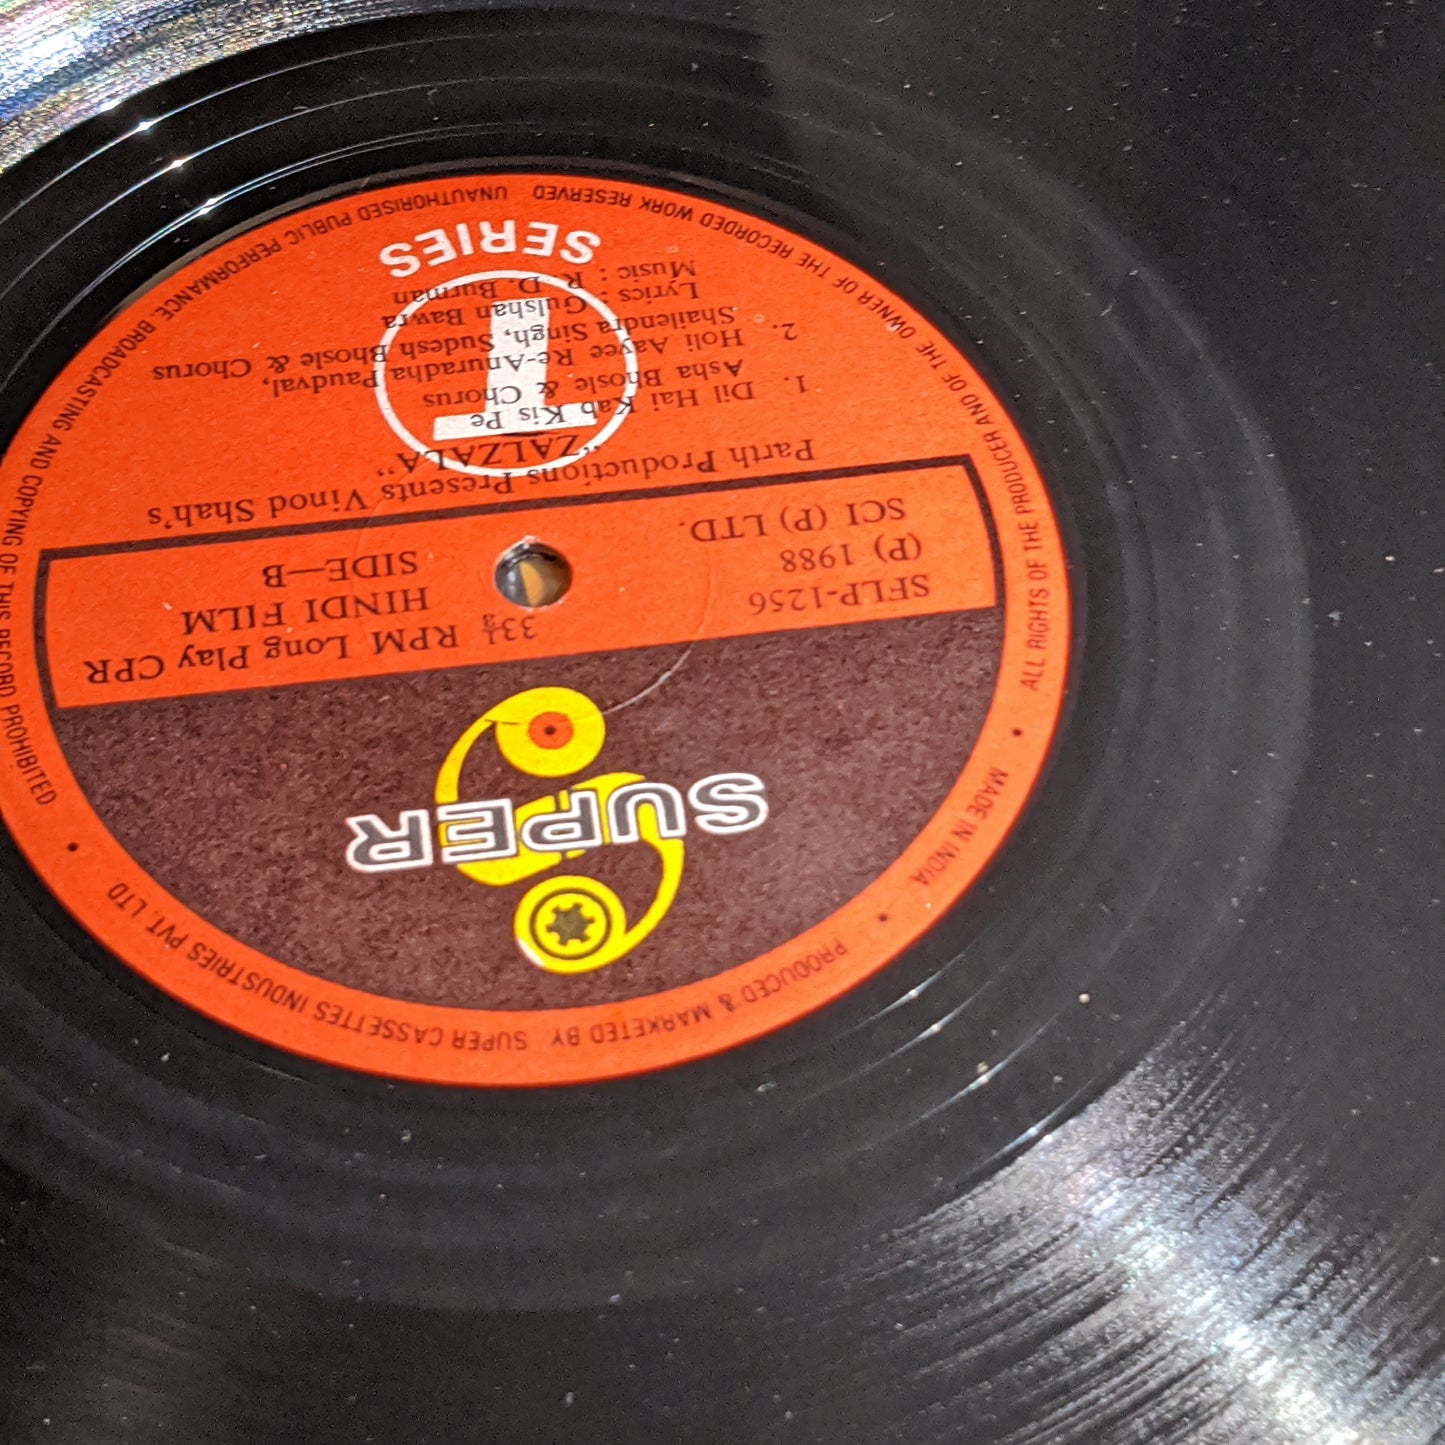 SUPER
33⅓ RPM Long Play CPR
SFLP-1256 HINDI FILM
(P) 1988 SIDE—B
SCI (P) LTD.
Parth Productions Presents Vinod Shah's
"ZALZALA"
1. Dil Hai Kab Kis Pe
Asha Bhosle & Chorus
2. Holi Aayee Re-Anuradha Paudval,
Shailendra Singh, Sudesh Bhosle & Chorus
Lyrics : Gulshan Bawra
Music : R. D. Burman
T
SERIES
PRODUCED & MARKETED BY SUPER CASSETTES INDUSTRIES PVT. LTD
MADE IN INDIA
ALL RIGHTS OF THE PRODUCER AND OF THE OWNER OF THE RECORDED WORK RESERVED UNAUTHORISED PUBLIC PERFORMANCE, BROADCASTING AND COPYING OF THIS RECORD PROHIBITED